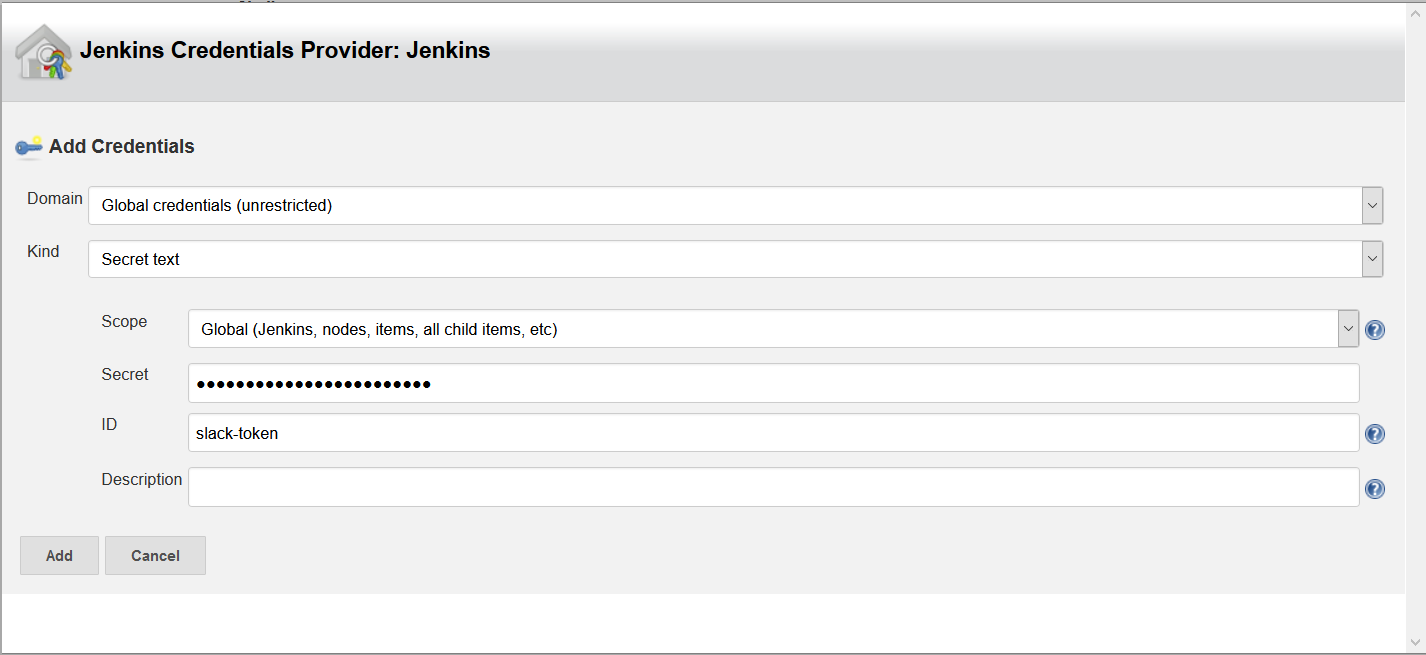 Jenkins Credentials Provider: Jenkins
Add Credentials
Domain
Global credentials (unrestricted)
Kind
Secret text
Scope
Global (Jenkins, nodes, items, all child items, etc)
Secret
●●●●●●●●●●●●●●●●●●●●●●●●
ID
slack-token
Description
Add
Cancel